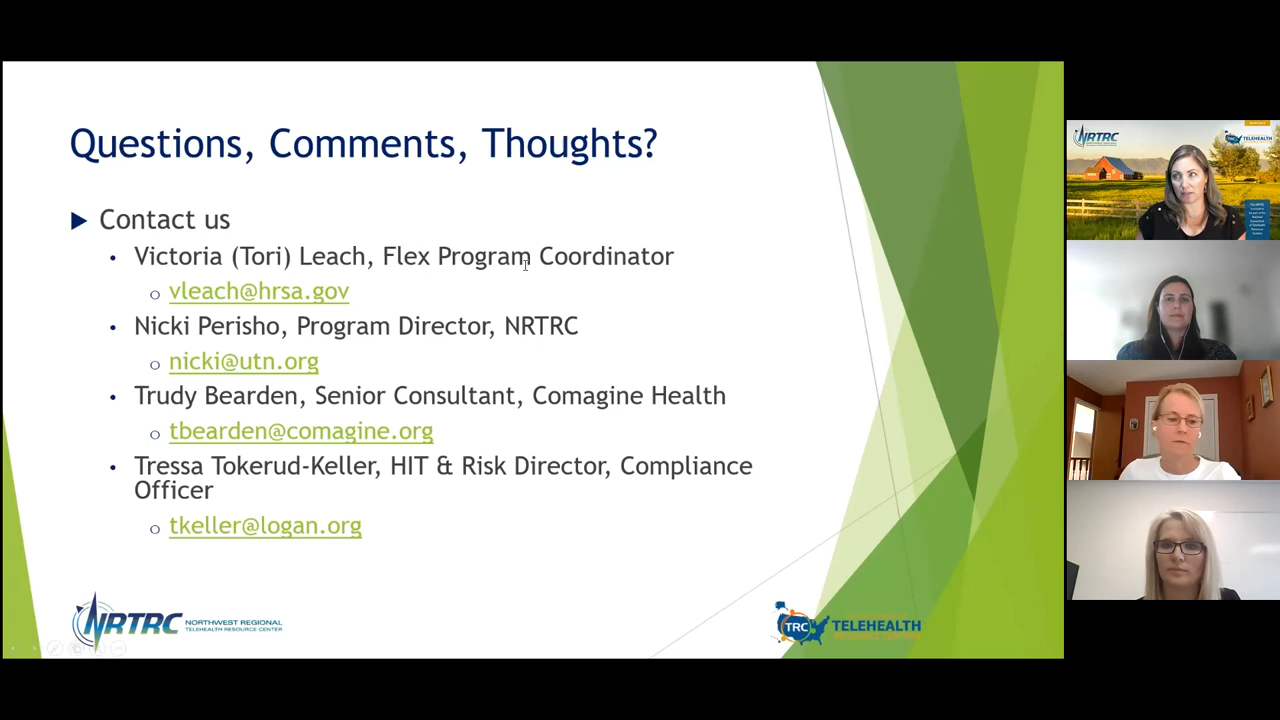 Questions, Comments, Thoughts?
Contact us
Victoria (Tori) Leach, Flex Program Coordinator
vleach@hrsa.gov
Nicki Perisho, Program Director, NRTRC
nicki@utn.org
Trudy Bearden, Senior Consultant, Comagine Health
tbearden@comagine.org
Tressa Tokerud-Keller, HIT & Risk Director, Compliance
Officer
tkeller@logan.org
NRTRC
NORTHWEST REGIONAL
TELEHEALTH RESOURCE CENTER
TRC
TELEHEALTH
RESOURCE CENTERS
NRTRC
TELEHEALTH